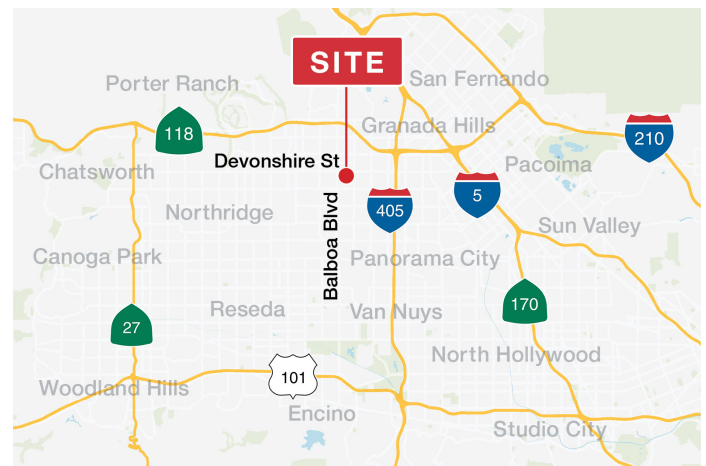 SITE
Porter Ranch
San Fernando
118
Granada Hills
210
Devonshire St
Chatsworth
Pacoima
5
Northridge
405
Balboa Blvd
Sun Valley
Canoga Park
Panorama City
Reseda
Van Nuys
170
27
North Hollywood
101
Woodland Hills
Encino
Studio City